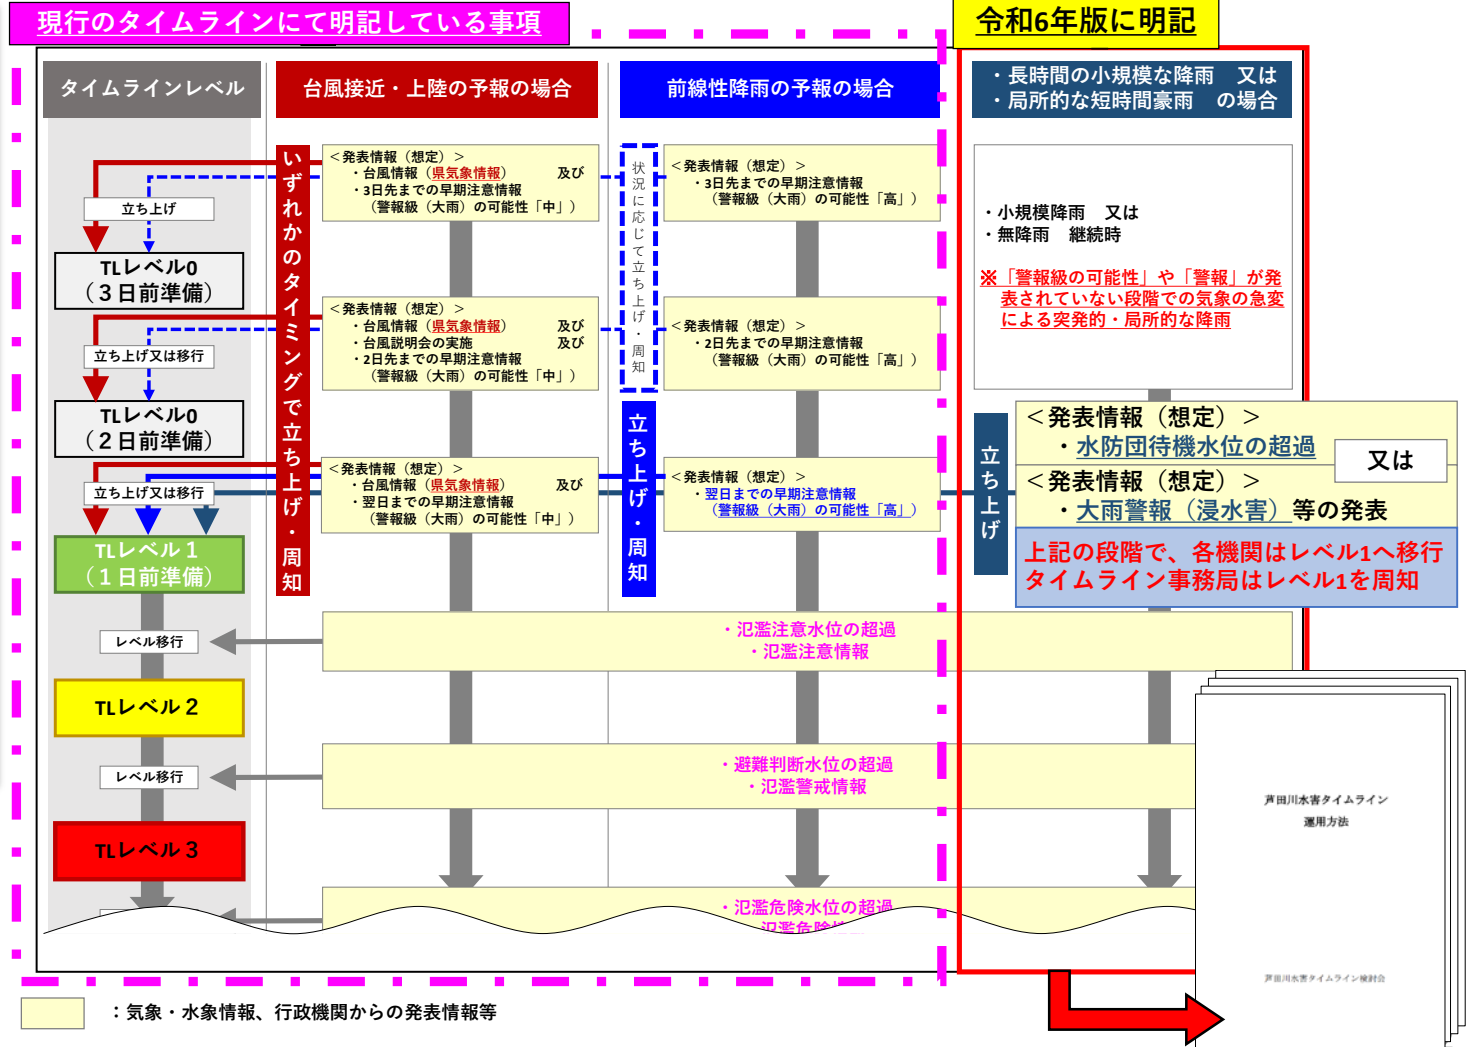 現行のタイムラインにて明記している事項
令和6年版に明記
タイムラインレベル
台風接近・上陸の予報の場合
前線性降雨の予報の場合
・長時間の小規模な降雨　又は
・局所的な短時間豪雨　の場合
立ち上げ
TLレベル0
（３日前準備）
立ち上げ又は移行
TLレベル0
（２日前準備）
立ち上げ又は移行
TLレベル１
（１日前準備）
レベル移行
TLレベル２
レベル移行
TLレベル３
いずれかのタイミングで立ち上げ・周知
＜発表情報（想定）＞
・台風情報（県気象情報）　及び
・3日先までの早期注意情報
（警報級（大雨）の可能性「中」）
＜発表情報（想定）＞
・台風情報（県気象情報）　及び
・台風説明会の実施　及び
・2日先までの早期注意情報
（警報級（大雨）の可能性「中」）
＜発表情報（想定）＞
・台風情報（県気象情報）　及び
・翌日までの早期注意情報
（警報級（大雨）の可能性「中」）
状況に応じて立ち上げ・周知
立ち上げ・周知
＜発表情報（想定）＞
・3日先までの早期注意情報
（警報級（大雨）の可能性「高」）
＜発表情報（想定）＞
・2日先までの早期注意情報
（警報級（大雨）の可能性「高」）
＜発表情報（想定）＞
・翌日までの早期注意情報
（警報級（大雨）の可能性「高」）
・小規模降雨　又は
・無降雨　継続時
※「警報級の可能性」や「警報」が発
表されていない段階での気象の急変
による突発的・局所的な降雨
立ち上げ
＜発表情報（想定）＞
・水防団待機水位の超過
又は
＜発表情報（想定）＞
・大雨警報（浸水害）等の発表
上記の段階で、各機関はレベル1へ移行
タイムライン事務局はレベル1を周知
・氾濫注意水位の超過
・氾濫注意情報
・避難判断水位の超過
・氾濫警戒情報
・氾濫危険水位の超過
氾濫危険
芦田川水害タイムライン
運用方法
芦田川水害タイムライン検討会
：気象・水象情報、行政機関からの発表情報等